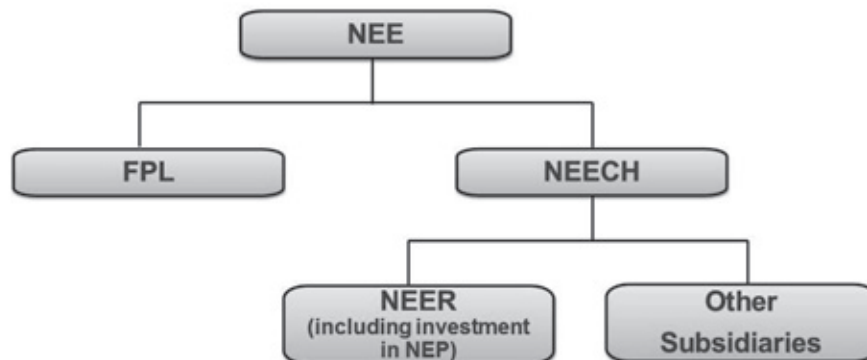 NEE
FPL
NEECH
NEER
(including investment
in NEP)
Other
Subsidiaries